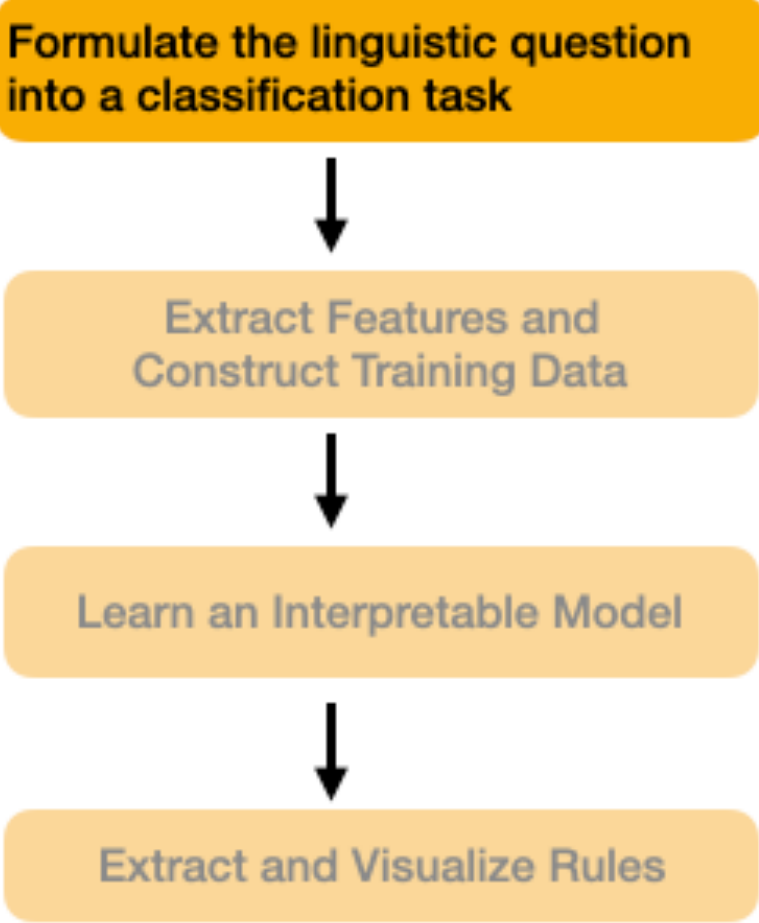 Formulate the linguistic question
into a classification task
Extract Features and
Construct Training Data
Learn an Interpretable Model
Extract and Visualize Rules